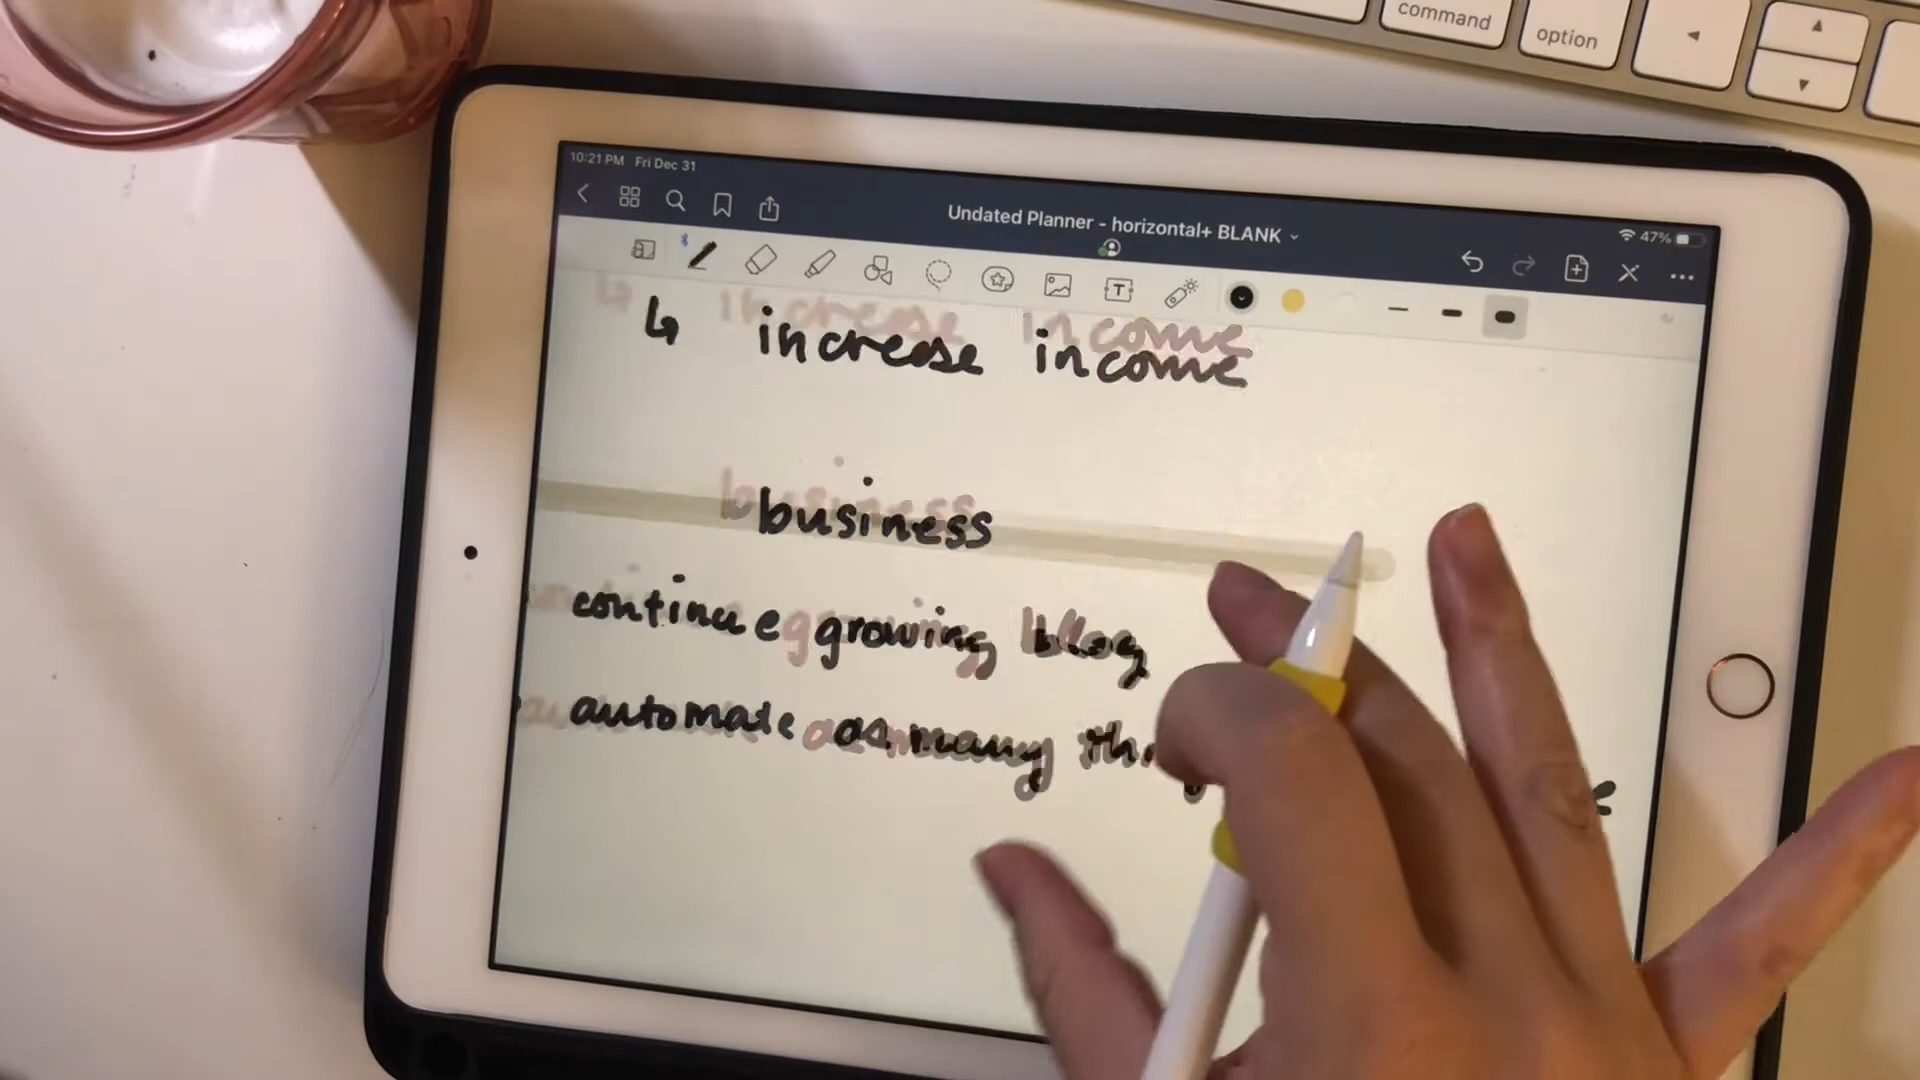 command
option
10:21 PM Fri Dec 31
47%
Undated Planner - horizontal+ BLANK
T
↳ increase income
business
continue growing blog
automate as many